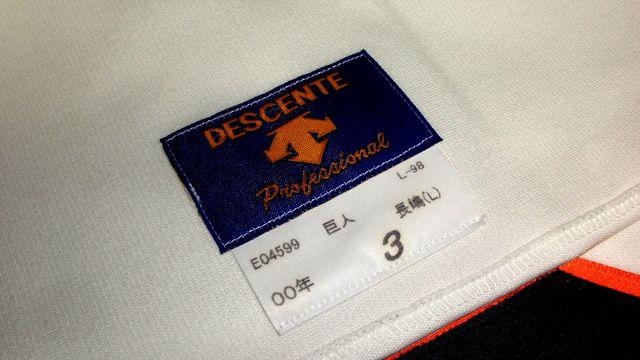 DESCENTE
Professional
L-98
E04599 巨人 長嶋(L)
00年 3